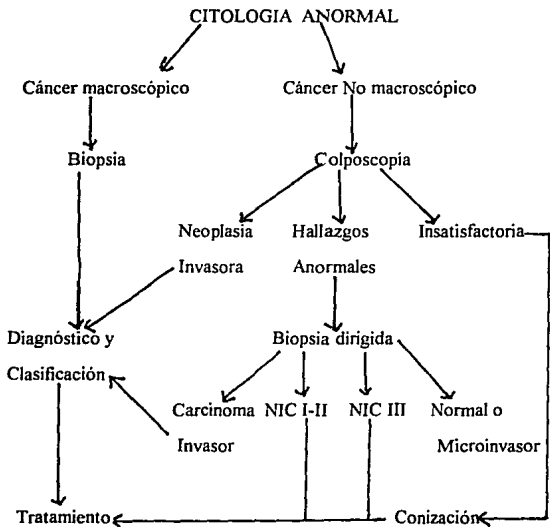 CITOLOGIA ANORMAL
Cáncer macroscópico
Cáncer No macroscópico
Biopsia
Colposcopía
Neoplasia
Invasora
Hallazgos
Anormales
Insatisfactoria
Diagnóstico y
Clasificación
Biopsia dirigida
Carcinoma
Invasor
NIC I-II
NIC III
Normal o
Microinvasor
Tratamiento
Conización